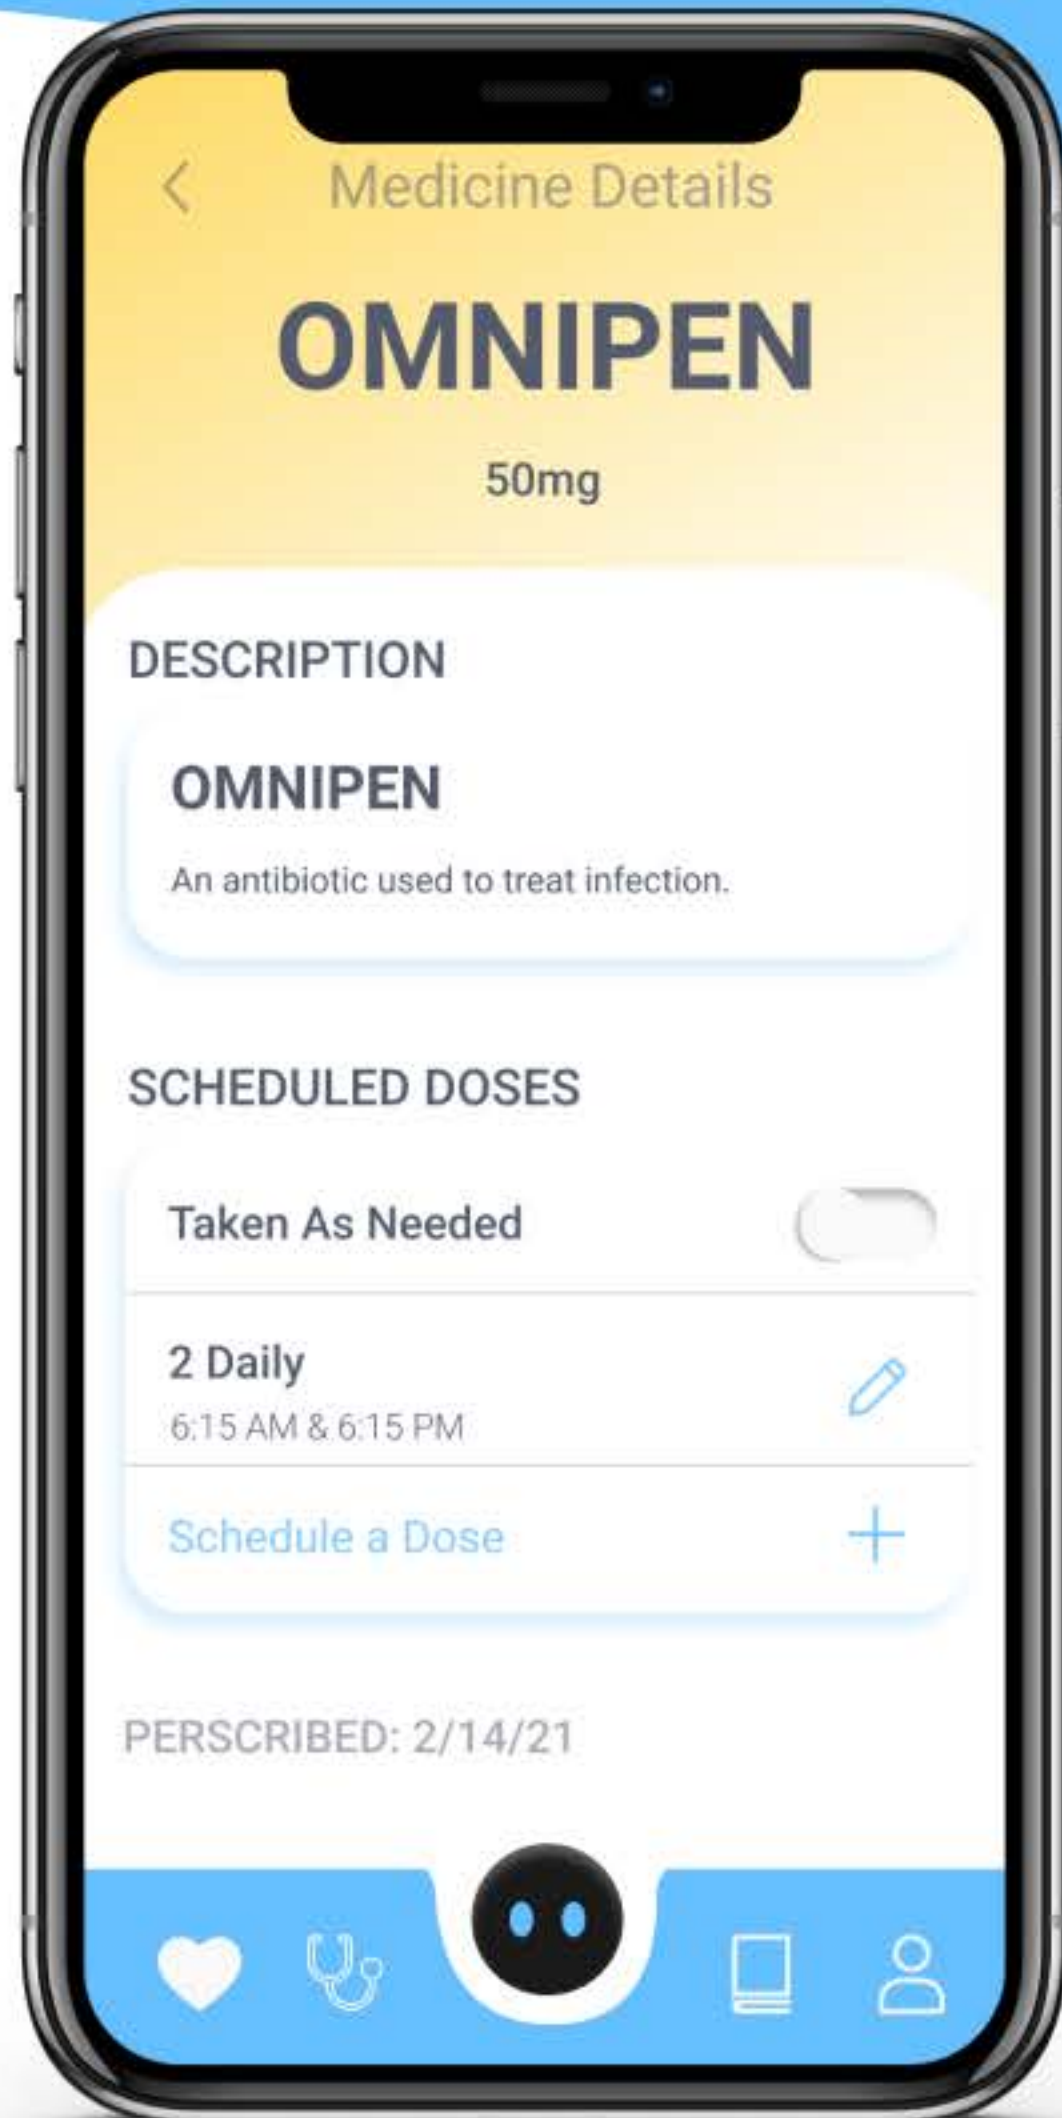 Medicine Details
OMNIPEN
50mg
DESCRIPTION
OMNIPEN
An antibiotic used to treat infection.
SCHEDULED DOSES
Taken As Needed
2 Daily
6:15 AM & 6:15 PM
Schedule a Dose
PERSCRIBED: 2/14/21